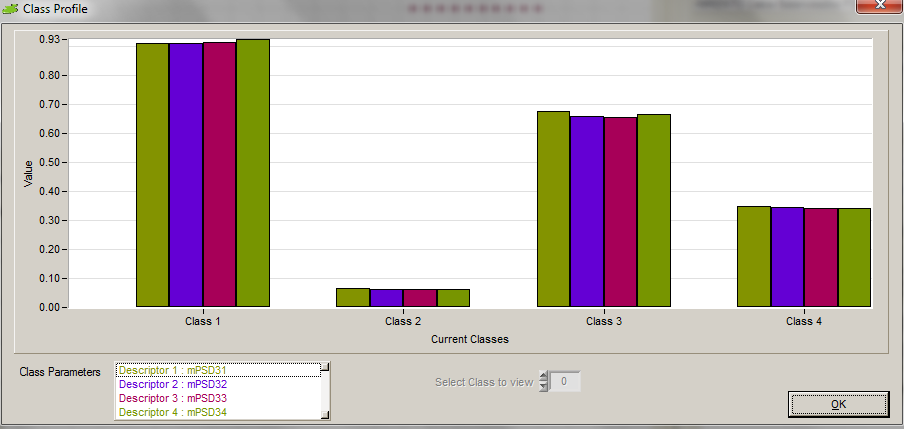 Class Profile
0.93
0.80
0.70
0.60
0.50
0.40
0.30
0.20
0.10
0.00
Value
Class 1
Class 2
Class 3
Class 4
Current Classes
Class Parameters
Descriptor 1 : mPSD31
Descriptor 2 : mPSD32
Descriptor 3 : mPSD33
Descriptor 4 : mPSD34
Select Class to view
0
OK